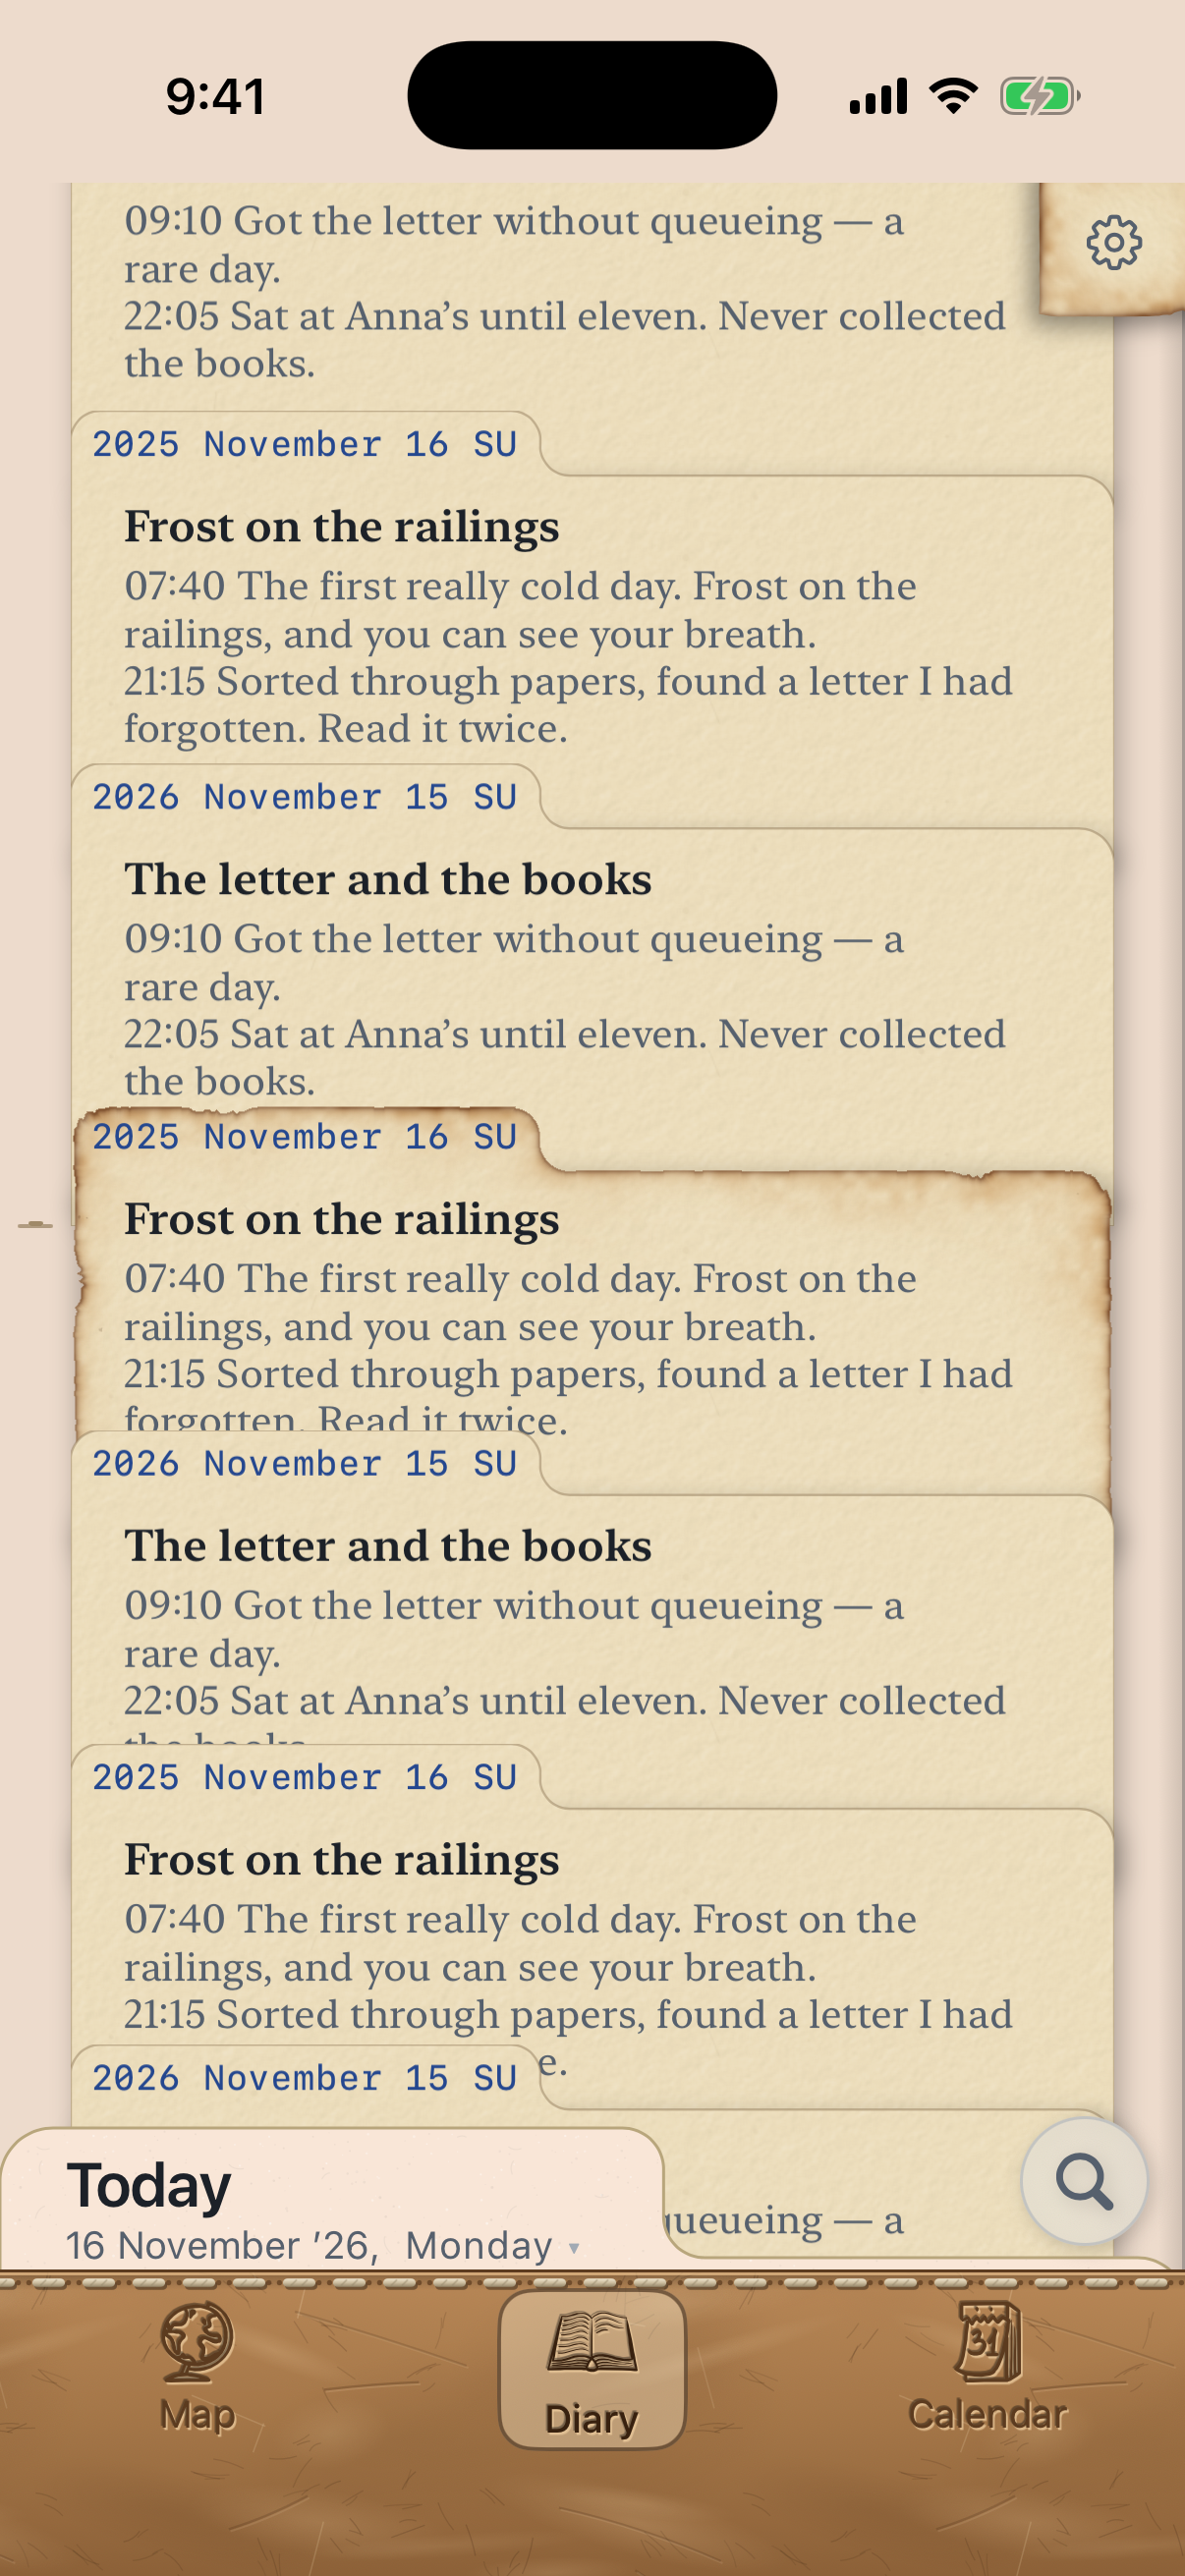 9:41
09:10 Got the letter without queueing — a
rare day.
22:05 Sat at Anna’s until eleven. Never collected
the books.
2025 November 16 SU
Frost on the railings
07:40 The first really cold day. Frost on the
railings, and you can see your breath.
21:15 Sorted through papers, found a letter I had
forgotten. Read it twice.
2026 November 15 SU
The letter and the books
09:10 Got the letter without queueing — a
rare day.
22:05 Sat at Anna’s until eleven. Never collected
the books.
2025 November 16 SU
Frost on the railings
07:40 The first really cold day. Frost on the
railings, and you can see your breath.
21:15 Sorted through papers, found a letter I had
forgotten. Read it twice.
2026 November 15 SU
The letter and the books
09:10 Got the letter without queueing — a
rare day.
22:05 Sat at Anna’s until eleven. Never collected
the books.
2025 November 16 SU
Frost on the railings
07:40 The first really cold day. Frost on the
railings, and you can see your breath.
21:15 Sorted through papers, found a letter I had
e.
2026 November 15 SU
queueing — a
Today
16 November ’26, Monday
31
Map
Diary
Calendar